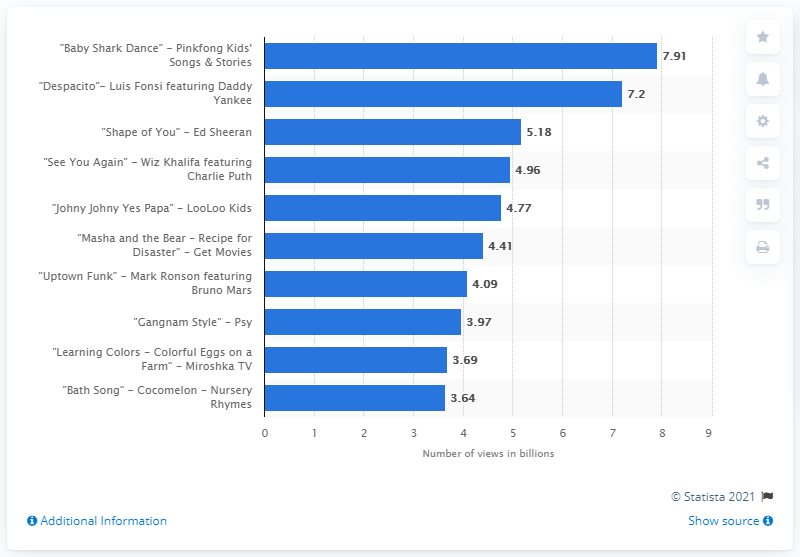 "Baby Shark Dance" - Pinkfong Kids'
Songs & Stories
7.91
"Despacito"- Luis Fonsi featuring Daddy
Yankee
7.2
"Shape of You" - Ed Sheeran
5.18
"See You Again" - Wiz Khalifa featuring
Charlie Puth
4.96
"Johny Johny Yes Papa" - LooLoo Kids
4.77
"Masha and the Bear - Recipe for
Disaster" - Get Movies
4.41
"Uptown Funk" - Mark Ronson featuring
Bruno Mars
4.09
"Gangnam Style" - Psy
3.97
"Learning Colors - Colorful Eggs on a
Farm" - Miroshka TV
3.69
"Bath Song" - Cocomelon - Nursery
Rhymes
3.64
0 1 2 3 4 5 6 7 8 9
Number of views in billions
© Statista 2021
Additional Information
Show source